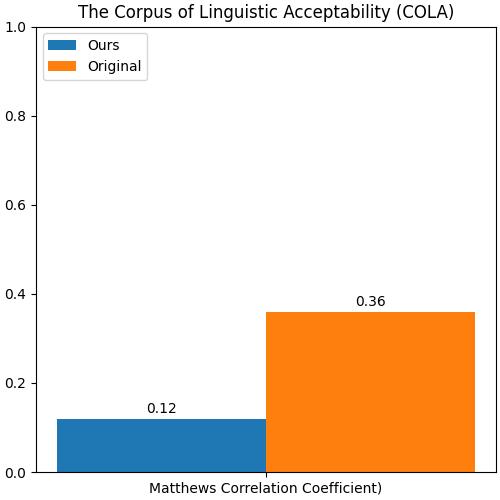 The Corpus of Linguistic Acceptability (COLA)
1.0
Ours
Original
0.8
0.6
0.4
0.36
0.2
0.12
0.0
Matthews Correlation Coefficient)